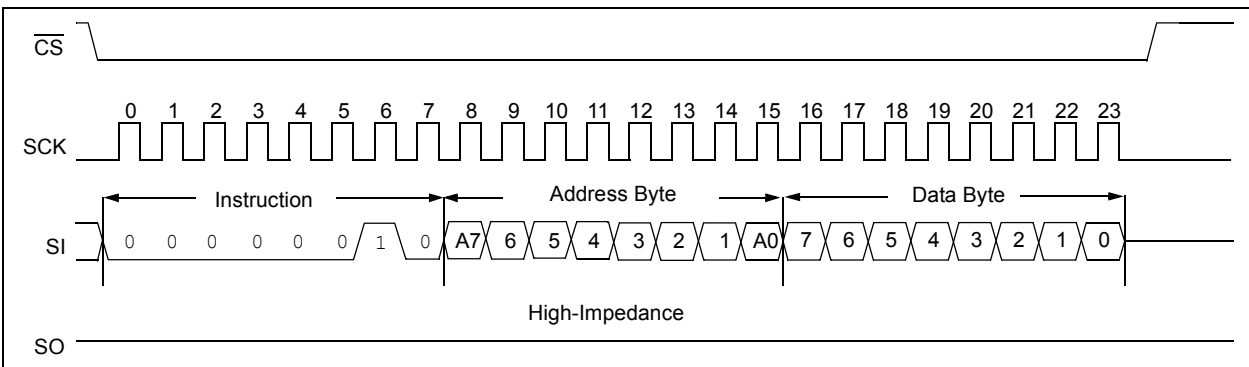 CS
0 1 2 3 4 5 6 7 8 9 10 11 12 13 14 15 16 17 18 19 20 21 22 23
SCK
Instruction Address Byte Data Byte
SI 0 0 0 0 0 0 1 0 A7 6 5 4 3 2 1 A0 7 6 5 4 3 2 1 0
High-Impedance
SO